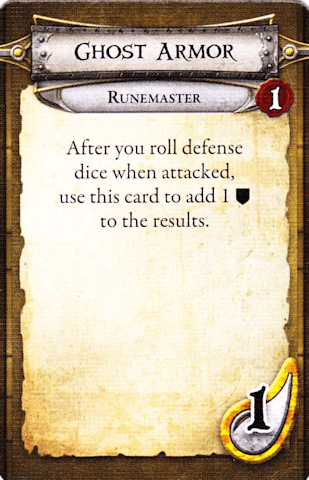 Ghost Armor
Runemaster
1
After you roll defense
dice when attacked,
use this card to add 1
to the results.
1